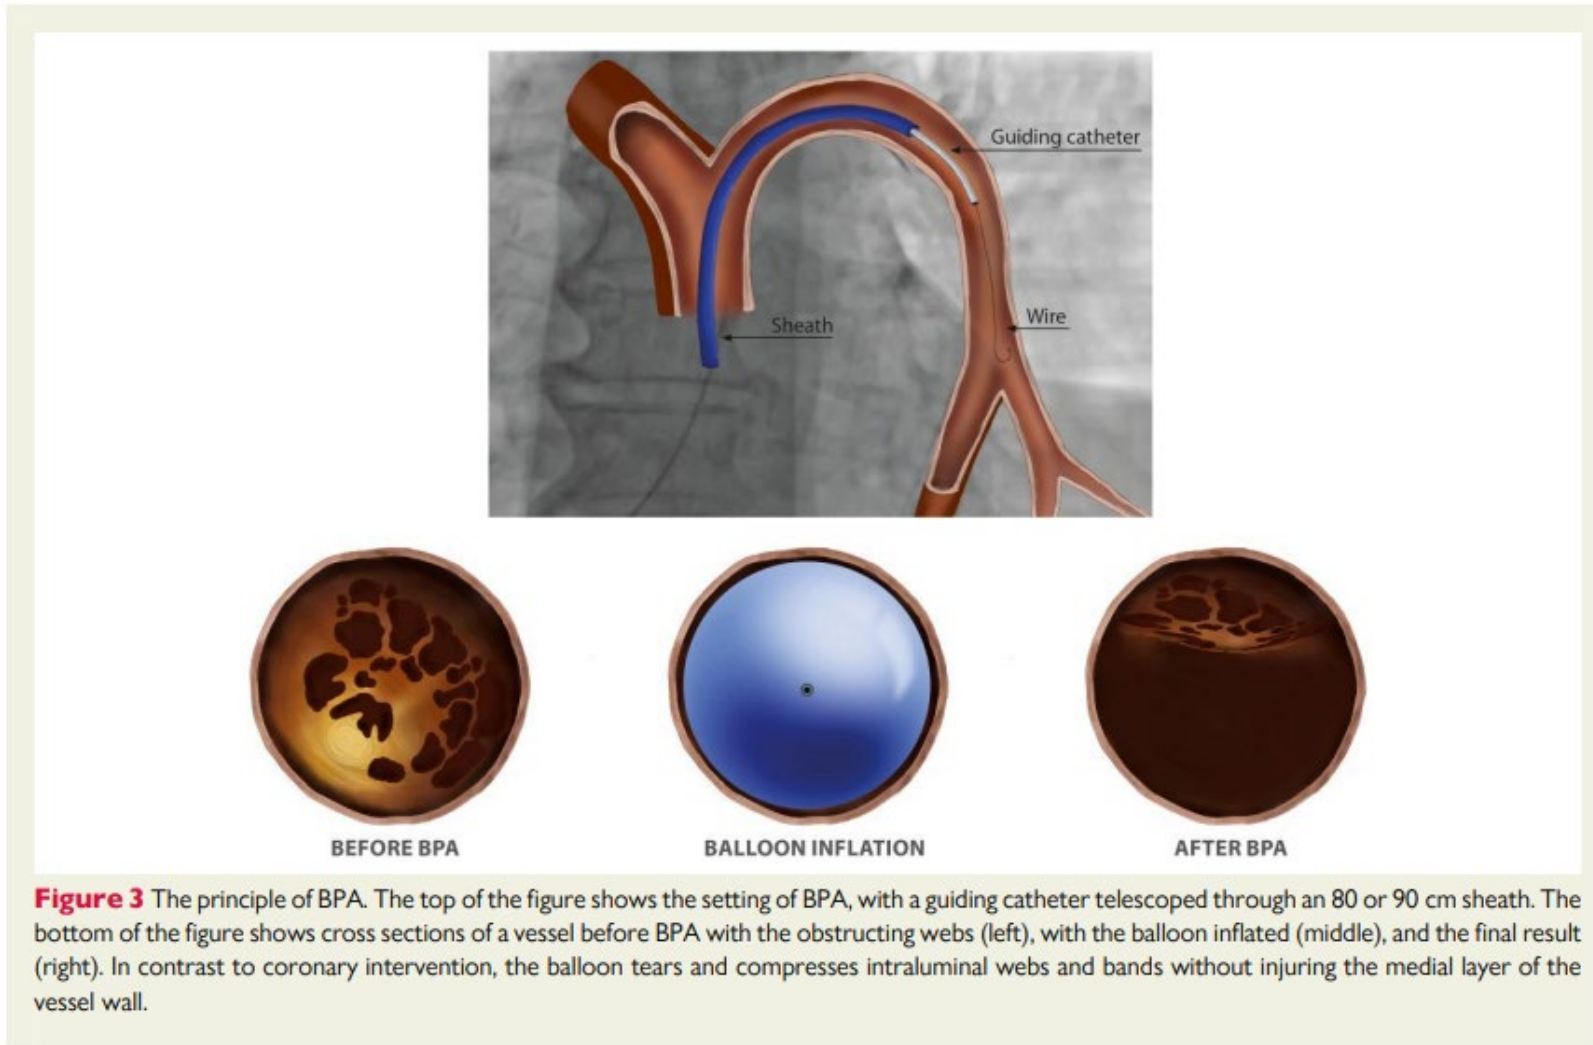 Guiding catheter
Wire
Sheath
BEFORE BPA
BALLOON INFLATION
AFTER BPA
Figure 3 The principle of BPA. The top of the figure shows the setting of BPA, with a guiding catheter telescoped through an 80 or 90 cm sheath. The
bottom of the figure shows cross sections of a vessel before BPA with the obstructing webs (left), with the balloon inflated (middle), and the final result
(right). In contrast to coronary intervention, the balloon tears and compresses intraluminal webs and bands without injuring the medial layer of the
vessel wall.